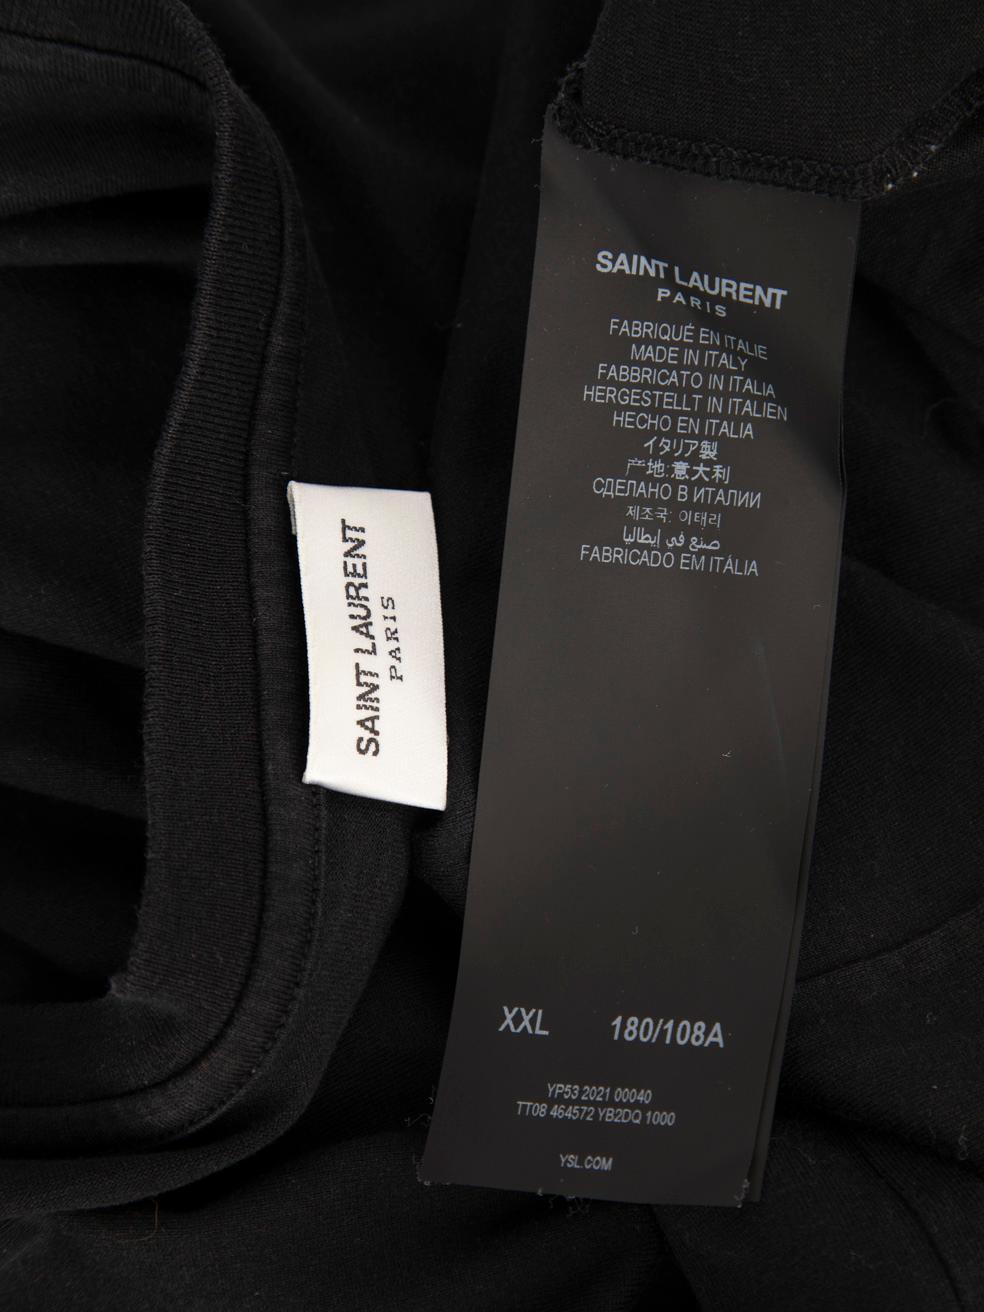 SAINT LAURENT
PARIS
SAINT LAURENT
PARIS
FABRIQUÉ EN ITALIE
MADE IN ITALY
FABBRICATO IN ITALIA
HERGESTELLT IN ITALIEN
HECHO EN ITALIA
イタリア製
产地:意大利
СДЕЛАНО В ИТАЛИИ
제조국: 이태리
صنع في إيطاليا
FABRICADO EM ITÁLIA
XXL 180/108A
YP53 2021 00040
TT08 464572 YB2DQ 1000
YSL.COM